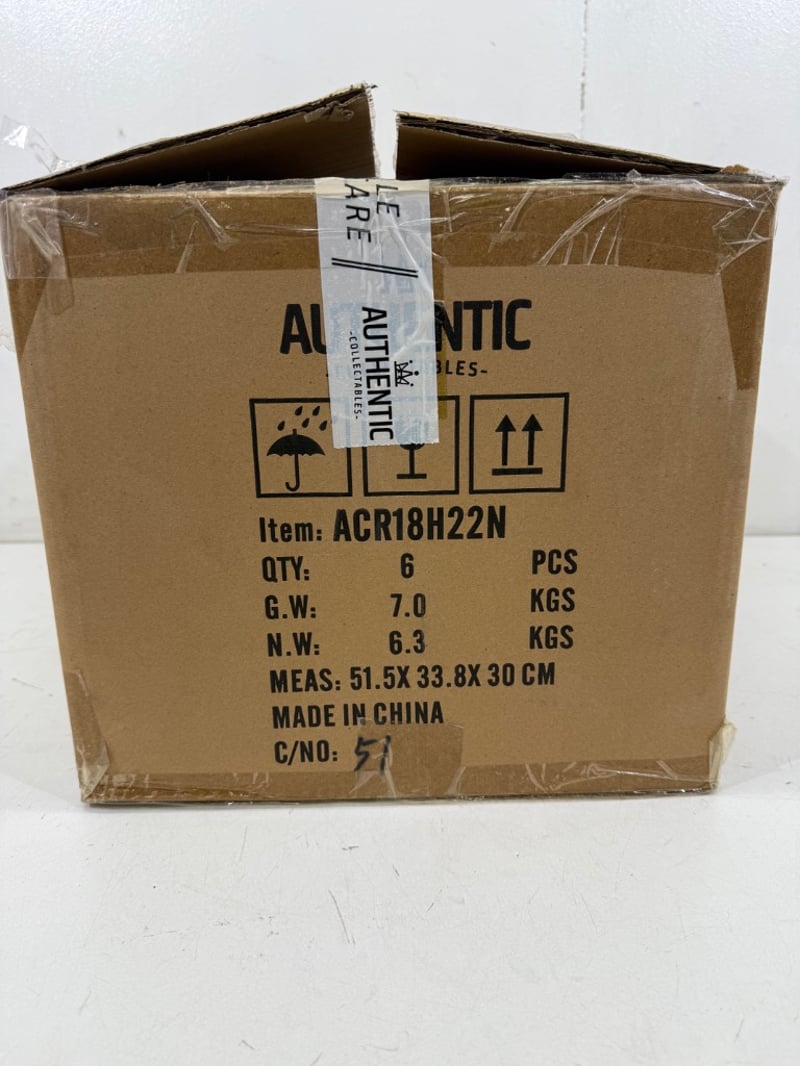 LE
ARE //
AUTHENTIC
-COLLECTABLES-
AU NTIC
BLES-
Item: ACR18H22N
QTY: 6 PCS
G.W: 7.0 KGS
N.W: 6.3 KGS
MEAS: 51.5X 33.8X 30 CM
MADE IN CHINA
C/NO: 51